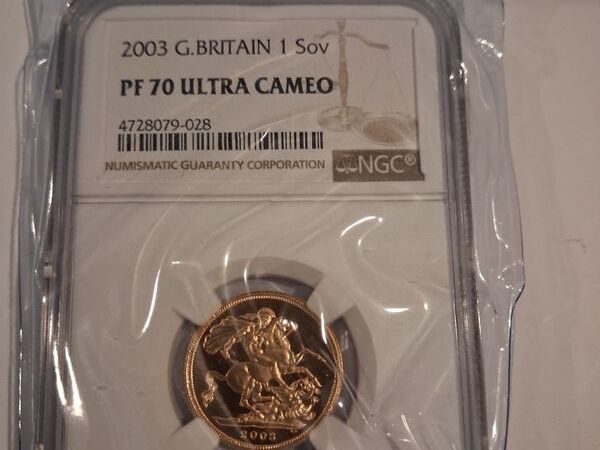 2003 G.BRITAIN 1 Sov
PF 70 ULTRA CAMEO
4728079-028
NUMISMATIC GUARANTY CORPORATION
NGC®
2003